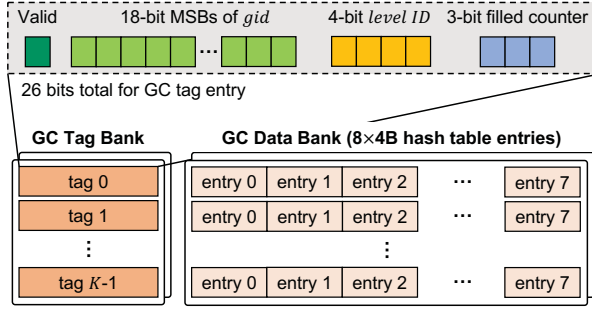 Valid 18-bit MSBs of gid 4-bit level ID 3-bit filled counter
...
26 bits total for GC tag entry
GC Tag Bank GC Data Bank (8×4B hash table entries)
tag 0 entry 0 entry 1 entry 2 ... entry 7
tag 1 entry 0 entry 1 entry 2 ... entry 7
⋮ ⋮
tag K-1 entry 0 entry 1 entry 2 ... entry 7